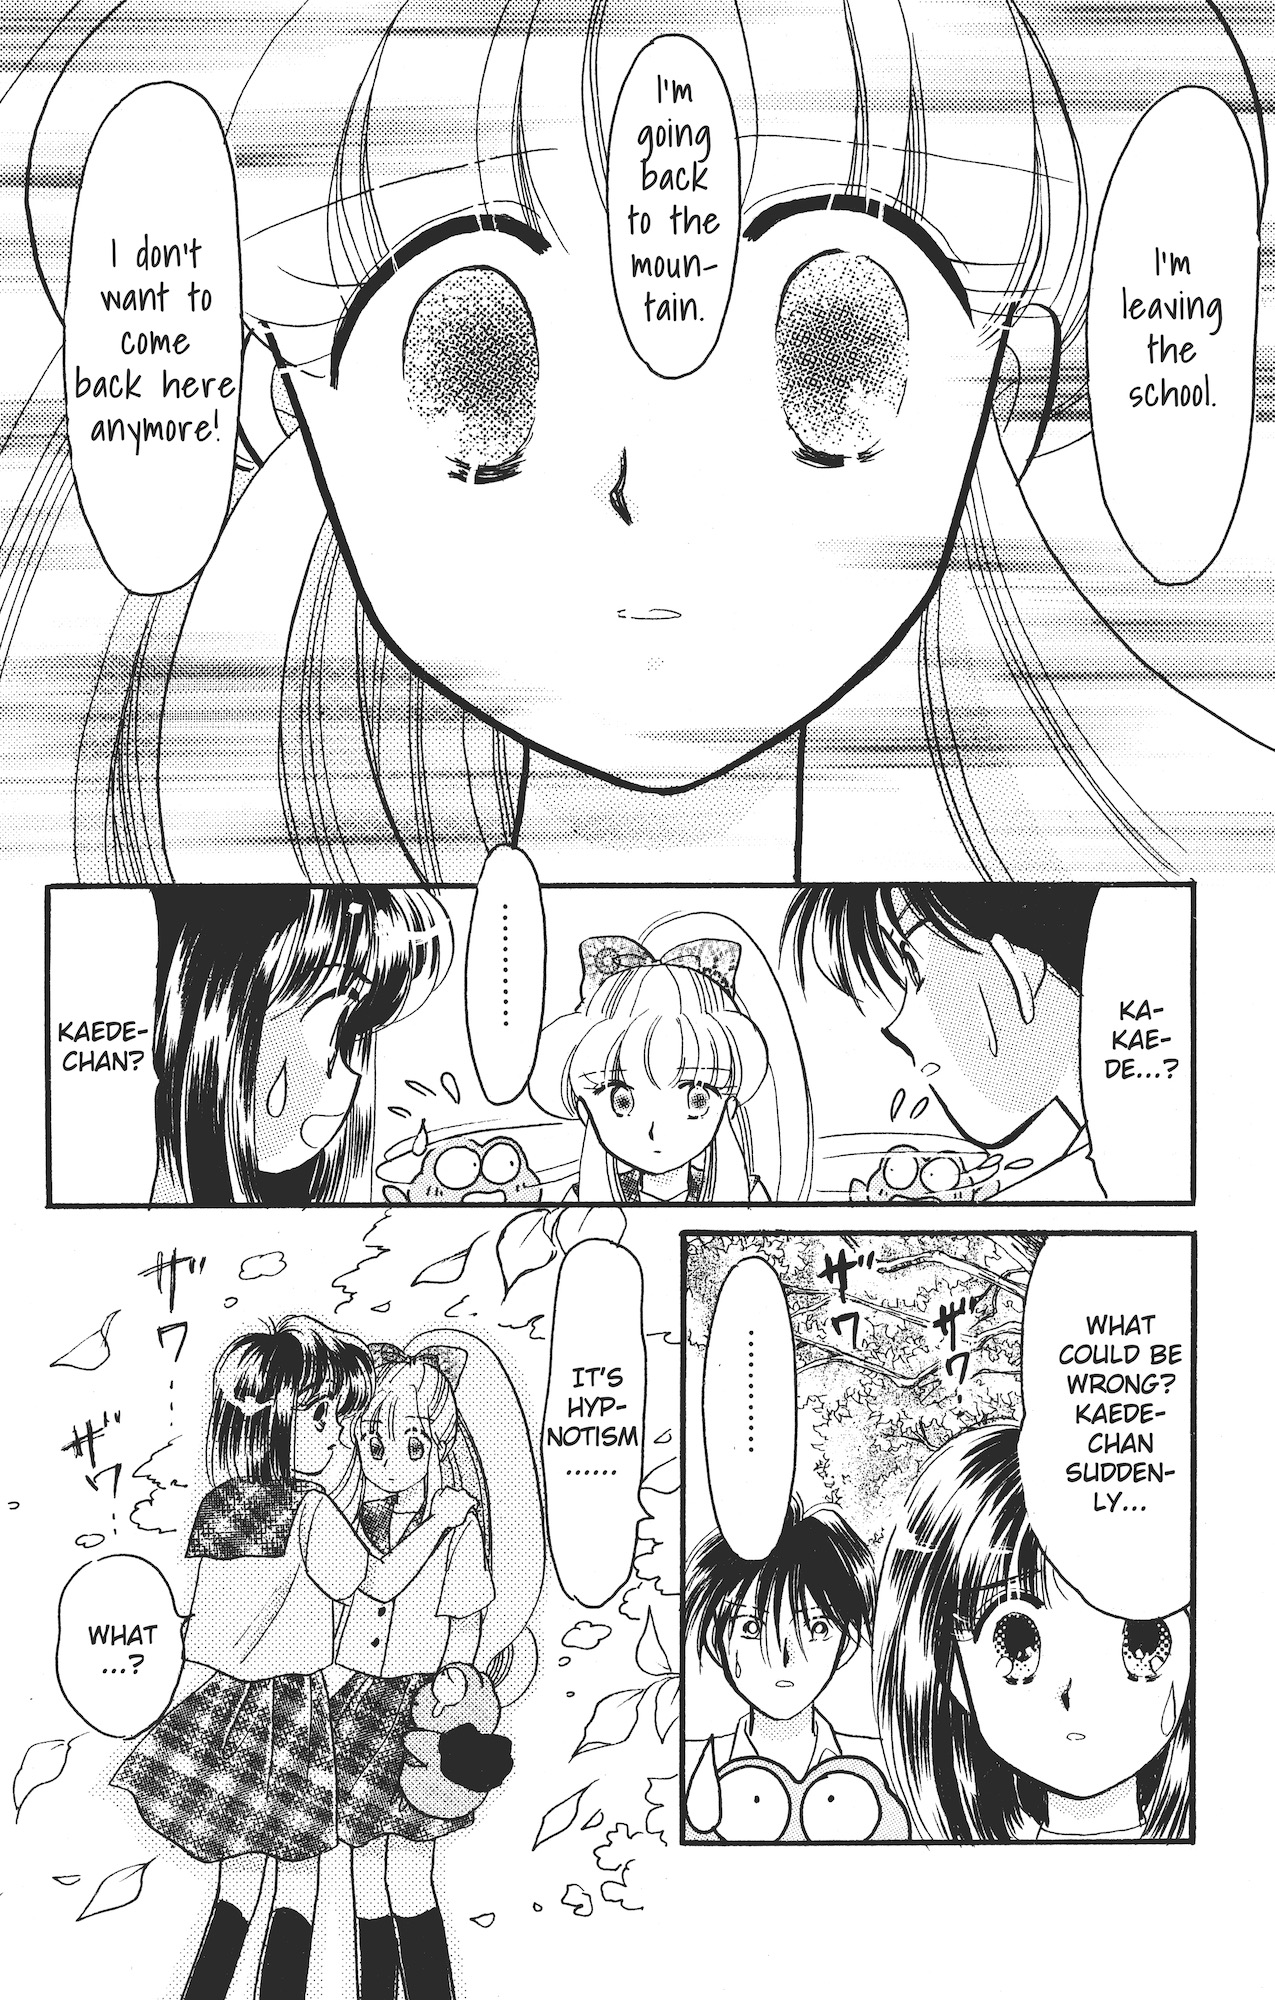 I'm
leaving
the
school.
I'm
going
back
to the
moun-
tain.
I don't
want to
come
back here
anymore!
KA-
KAE-
DE...?
............
KAEDE-
CHAN?
WHAT
COULD BE
WRONG?
KAEDE-
CHAN
SUDDEN-
LY...
............
ザワ
ザワ
IT'S
HYP-
NOTISM
......
WHAT
...?
ザワ...
ザワ...